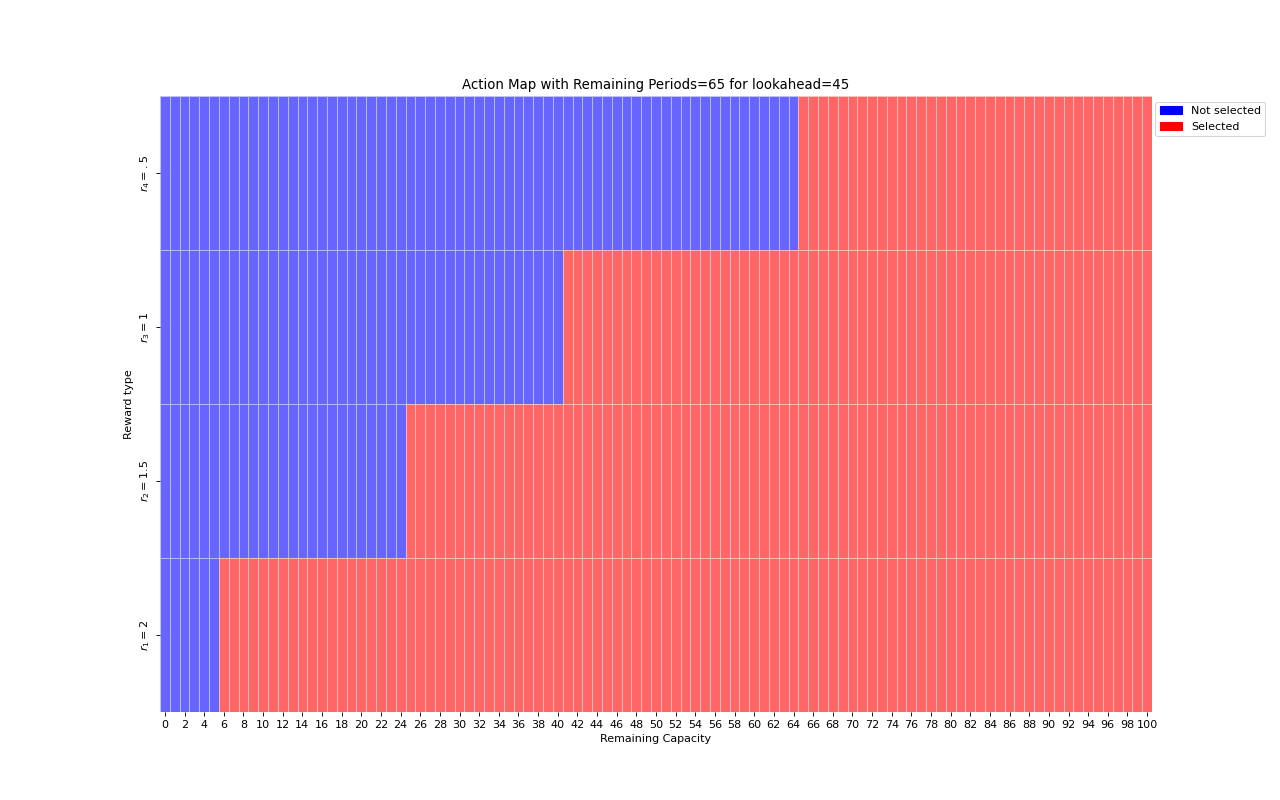 Action Map with Remaining Periods=65 for lookahead=45
Not selected
Selected
Reward type
r₄ = .5
r₃ = 1
r₂ = 1.5
r₁ = 2
0 2 4 6 8 10 12 14 16 18 20 22 24 26 28 30 32 34 36 38 40 42 44 46 48 50 52 54 56 58 60 62 64 66 68 70 72 74 76 78 80 82 84 86 88 90 92 94 96 98 100
Remaining Capacity